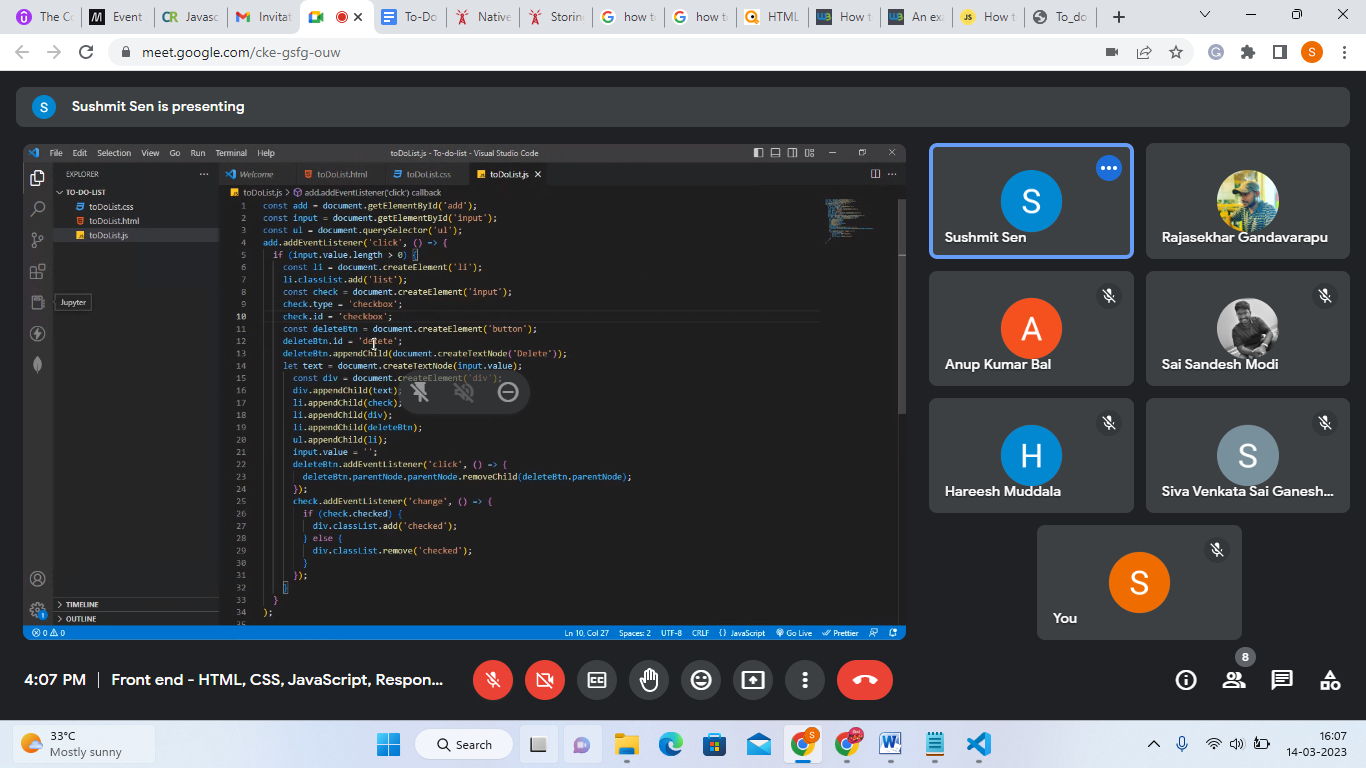 The Co
Event
Javasc
Invitat
To-Do
Native
Storin
how t
how t
HTML
How t
An exa
How t
To_do
meet.google.com/cke-gsfg-ouw
S
S Sushmit Sen is presenting
File Edit Selection View Go Run Terminal Help
toDoList.js - To-do-list - Visual Studio Code
EXPLORER
TO-DO-LIST
toDoList.css
toDoList.html
toDoList.js
Jupyter
TIMELINE
OUTLINE
Welcome toDoList.html toDoList.css toDoList.js
toDoList.js > add.addEventListener('click') callback
1 const add = document.getElementById('add');
2 const input = document.getElementById('input');
3 const ul = document.querySelector('ul');
4 add.addEventListener('click', () => {
5 if (input.value.length > 0) {
6 const li = document.createElement('li');
7 li.classList.add('list');
8 const check = document.createElement('input');
9 check.type = 'checkbox';
10 check.id = 'checkbox';
11 const deleteBtn = document.createElement('button');
12 deleteBtn.id = 'delete';
13 deleteBtn.appendChild(document.createTextNode('Delete'));
14 let text = document.createTextNode(input.value);
15 const div = document.createElement('div');
16 div.appendChild(text);
17 li.appendChild(check);
18 li.appendChild(div);
19 li.appendChild(deleteBtn);
20 ul.appendChild(li);
21 input.value = '';
22 deleteBtn.addEventListener('click', () => {
23 deleteBtn.parentNode.parentNode.removeChild(deleteBtn.parentNode);
24 });
25 check.addEventListener('change', () => {
26 if (check.checked) {
27 div.classList.add('checked');
28 } else {
29 div.classList.remove('checked');
30 }
31 });
32 }
33 }
34 );
0 0 Ln 10, Col 27 Spaces: 2 UTF-8 CRLF {} JavaScript Go Live Prettier
S
Sushmit Sen
Rajasekhar Gandavarapu
A
Anup Kumar Bal
Sai Sandesh Modi
H
Hareesh Muddala
S
Siva Venkata Sai Ganesh...
S
You
4:07 PM | Front end - HTML, CSS, JavaScript, Respon...
8
33°C
Mostly sunny
Search
16:07
14-03-2023